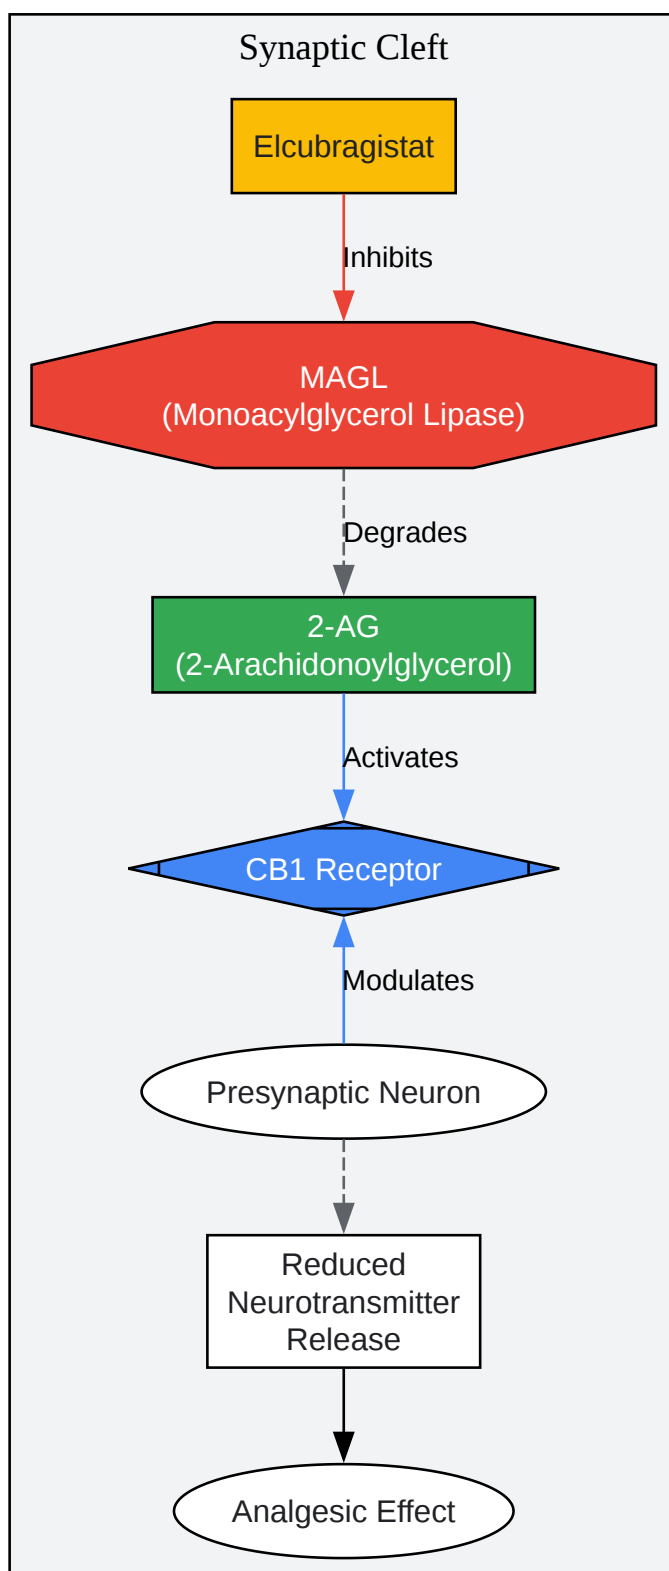 Synaptic Cleft
Elcubragistat
Inhibits
MAGL
(Monoacylglycerol Lipase)
Degrades
2-AG
(2-Arachidonoylglycerol)
Activates
CB1 Receptor
Modulates
Presynaptic Neuron
Reduced
Neurotransmitter
Release
Analgesic Effect